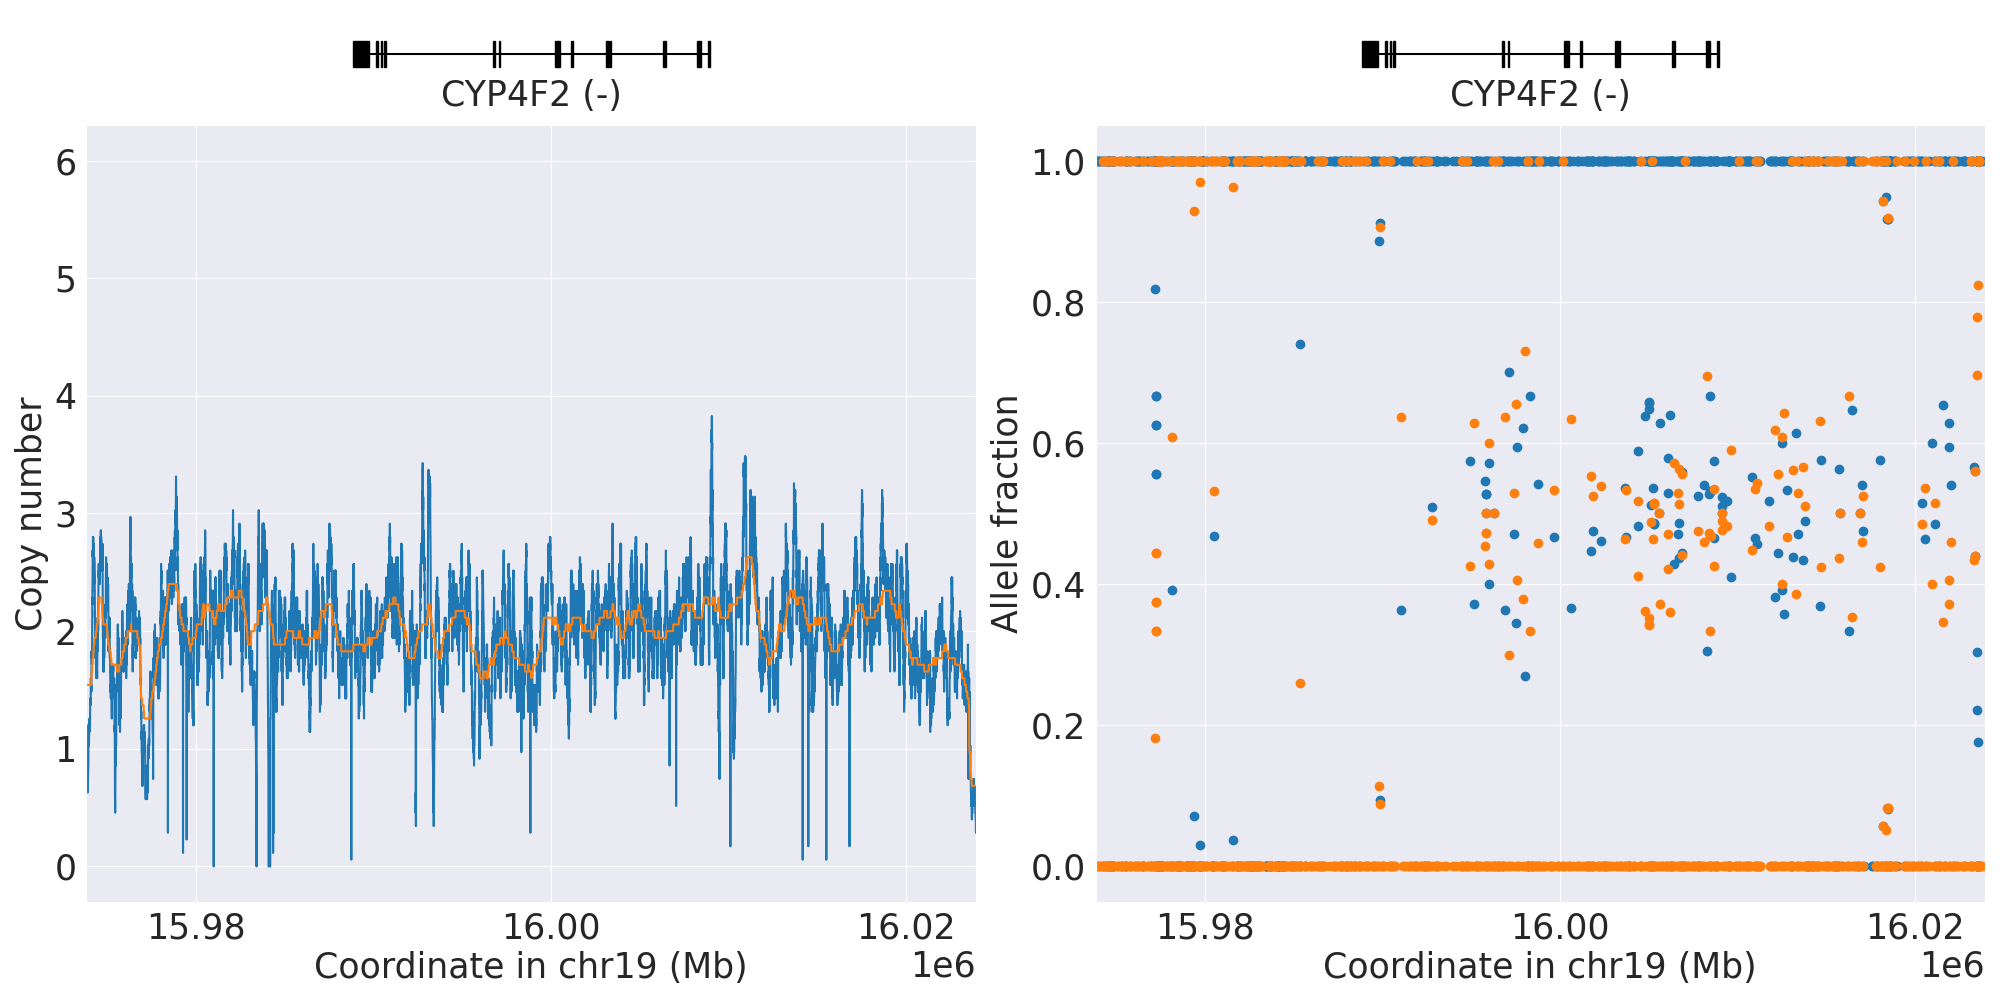 CYP4F2 (-)
Copy number
6
5
4
3
2
1
0
15.98
16.00
16.02
Coordinate in chr19 (Mb)
1e6
CYP4F2 (-)
Allele fraction
1.0
0.8
0.6
0.4
0.2
0.0
15.98
16.00
16.02
Coordinate in chr19 (Mb)
1e6